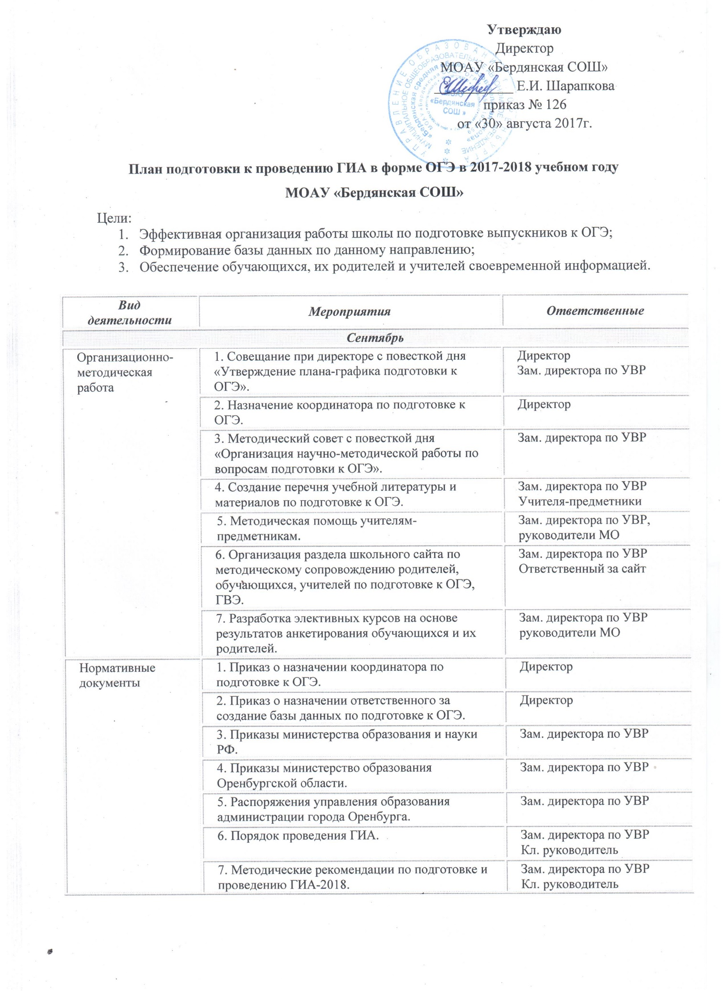 Утверждаю
Директор
МОАУ «Бердянская СОШ»
Е.И. Шарапкова
приказ № 126
от «30» августа 2017г.
УПРАВЛЕНИЕ ОБРАЗОВАНИЯ
МУНИЦИПАЛЬНОЕ ОБЩЕОБРАЗОВАТЕЛЬНОЕ АВТОНОМНОЕ УЧРЕЖДЕНИЕ
«Бердянская средняя общеобразовательная школа»
МОАУ
«Бердянская
СОШ »
План подготовки к проведению ГИА в форме ОГЭ в 2017-2018 учебном году
МОАУ «Бердянская СОШ»
Цели:
1. Эффективная организация работы школы по подготовке выпускников к ОГЭ;
2. Формирование базы данных по данному направлению;
3. Обеспечение обучающихся, их родителей и учителей своевременной информацией.
Вид
деятельности
Мероприятия
Ответственные
Сентябрь
Организационно-
методическая
работа
1. Совещание при директоре с повесткой дня
«Утверждение плана-графика подготовки к
ОГЭ».
Директор
Зам. директора по УВР
2. Назначение координатора по подготовке к
ОГЭ.
Директор
3. Методический совет с повесткой дня
«Организация научно-методической работы по
вопросам подготовки к ОГЭ».
Зам. директора по УВР
4. Создание перечня учебной литературы и
материалов по подготовке к ОГЭ.
Зам. директора по УВР
Учителя-предметники
5. Методическая помощь учителям-
предметникам.
Зам. директора по УВР,
руководители МО
6. Организация раздела школьного сайта по
методическому сопровождению родителей,
обучающихся, учителей по подготовке к ОГЭ,
ГВЭ.
Зам. директора по УВР
Ответственный за сайт
7. Разработка элективных курсов на основе
результатов анкетирования обучающихся и их
родителей.
Зам. директора по УВР
руководители МО
Нормативные
документы
1. Приказ о назначении координатора по
подготовке к ОГЭ.
Директор
2. Приказ о назначении ответственного за
создание базы данных по подготовке к ОГЭ.
Директор
3. Приказы министерства образования и науки
РФ.
Зам. директора по УВР
4. Приказы министерство образования
Оренбургской области.
Зам. директора по УВР
5. Распоряжения управления образования
администрации города Оренбурга.
Зам. директора по УВР
6. Порядок проведения ГИА.
Зам. директора по УВР
Кл. руководитель
7. Методические рекомендации по подготовке и
проведению ГИА-2018.
Зам. директора по УВР
Кл. руководитель